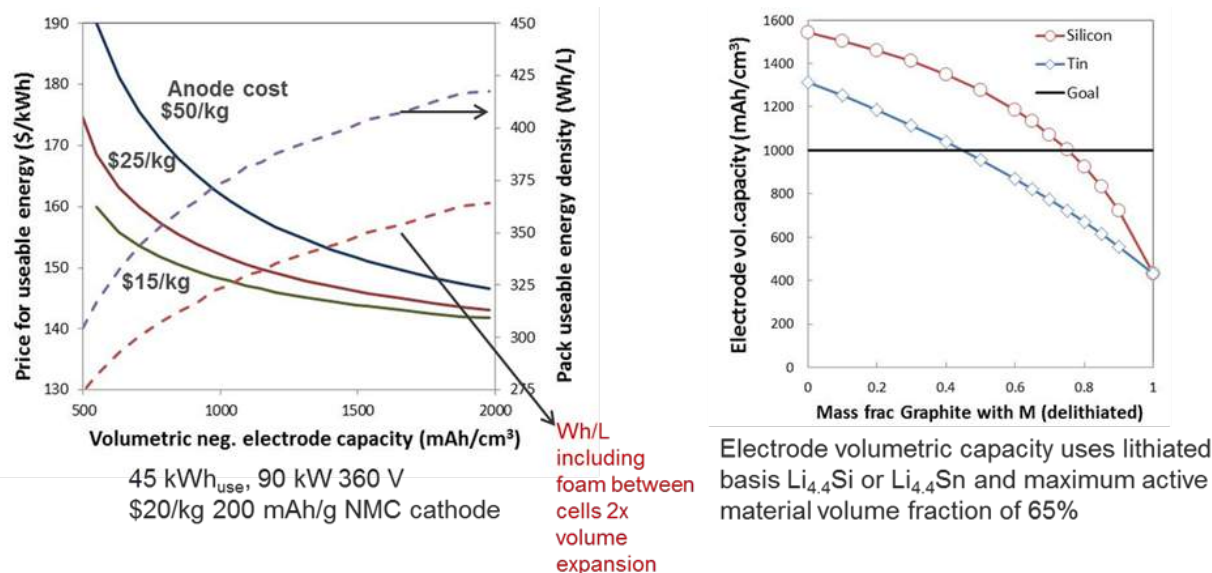 190
180
170
160
150
140
130
Price for useable energy ($/kWh)
Anode cost
$50/kg
$25/kg
$15/kg
450
425
400
375
350
325
300
275
Pack useable energy density (Wh/L)
500
1000
1500
2000
Volumetric neg. electrode capacity (mAh/cm³)
45 kWhuse, 90 kW 360 V
$20/kg 200 mAh/g NMC cathode
Wh/L
including
foam between
cells 2x
volume
expansion
1600
1400
1200
1000
800
600
400
200
0
Electrode vol.capacity (mAh/cm³)
Silicon
Tin
Goal
0
0.2
0.4
0.6
0.8
1
Mass frac Graphite with M (delithiated)
Electrode volumetric capacity uses lithiated
basis Li4.4Si or Li4.4Sn and maximum active
material volume fraction of 65%